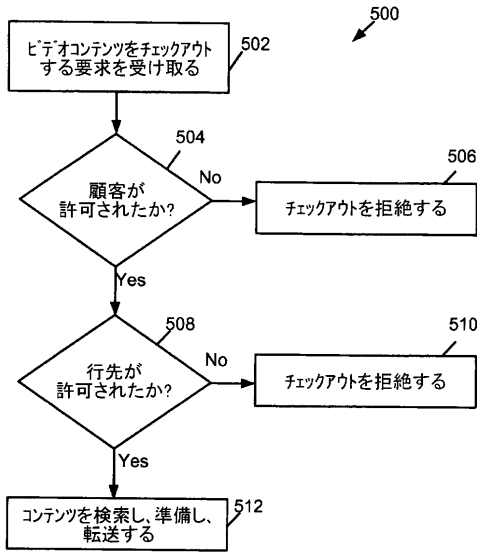 500
ビデオコンテンツをチェックアウト
する要求を受け取る
502
504
顧客が
許可されたか?
No
506
チェックアウトを拒絶する
Yes
508
行先が
許可されたか?
No
510
チェックアウトを拒絶する
Yes
コンテンツを検索し、準備し、
転送する
512